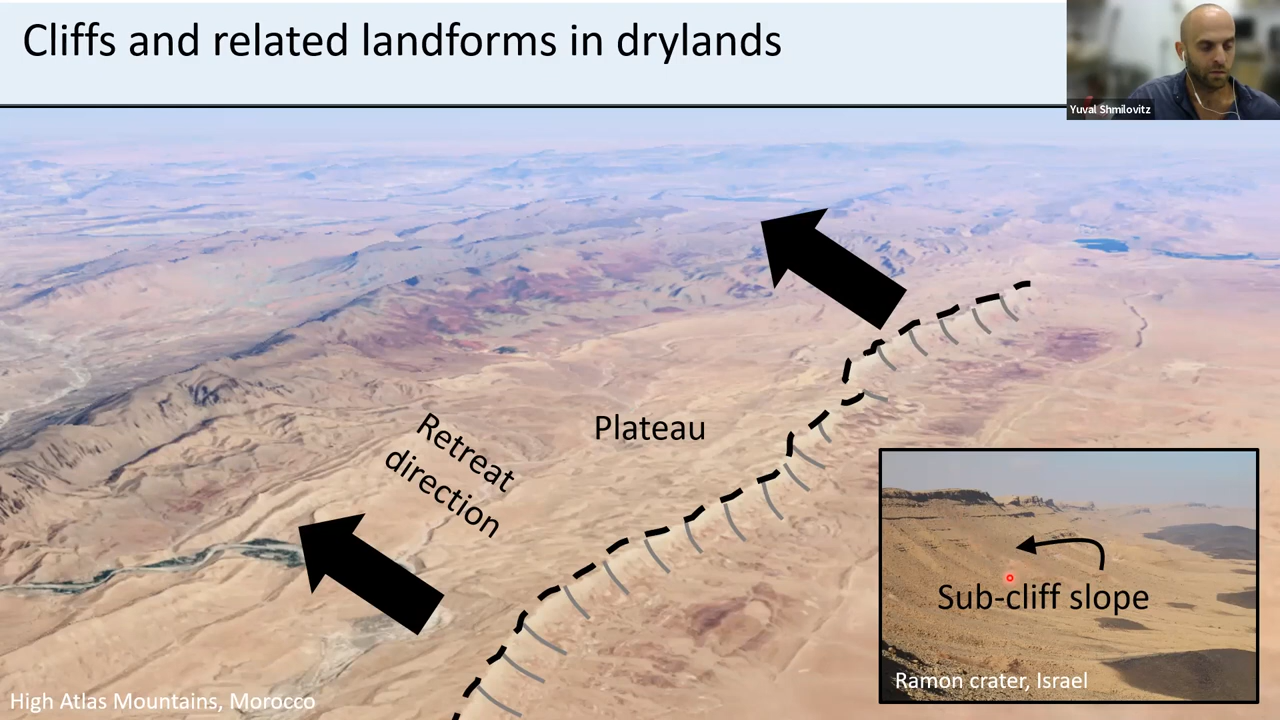 Cliffs and related landforms in drylands
Yuval Shmilovitz
Plateau
Retreat
direction
Sub-cliff slope
Ramon crater, Israel
High Atlas Mountains, Morocco